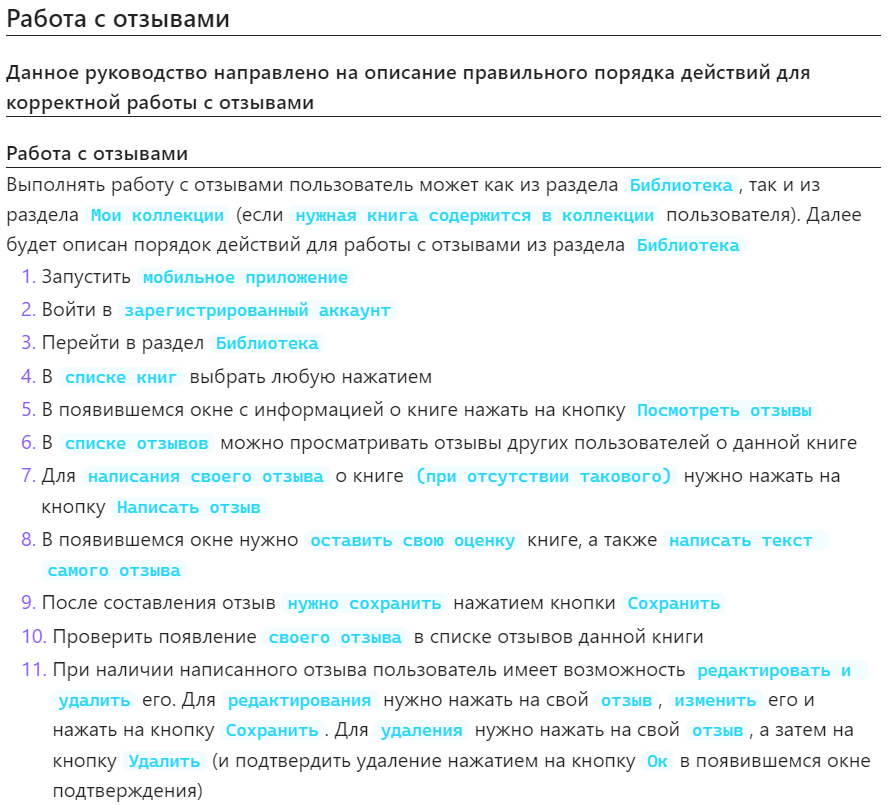 Работа с отзывами
Данное руководство направлено на описание правильного порядка действий для
корректной работы с отзывами
Работа с отзывами
Выполнять работу с отзывами пользователь может как из раздела Библиотека, так и из
раздела Мои коллекции (если нужная книга содержится в коллекции пользователя). Далее
будет описан порядок действий для работы с отзывами из раздела Библиотека
1. Запустить мобильное приложение
2. Войти в зарегистрированный аккаунт
3. Перейти в раздел Библиотека
4. В списке книг выбрать любую нажатием
5. В появившемся окне с информацией о книге нажать на кнопку Посмотреть отзывы
6. В списке отзывов можно просматривать отзывы других пользователей о данной книге
7. Для написания своего отзыва о книге (при отсутствии такового) нужно нажать на
кнопку Написать отзыв
8. В появившемся окне нужно оставить свою оценку книге, а также написать текст
самого отзыва
9. После составления отзыв нужно сохранить нажатием кнопки Сохранить
10. Проверить появление своего отзыва в списке отзывов данной книги
11. При наличии написанного отзыва пользователь имеет возможность редактировать и
удалить его. Для редактирования нужно нажать на свой отзыв, изменить его и
нажать на кнопку Сохранить. Для удаления нужно нажать на свой отзыв, а затем на
кнопку Удалить (и подтвердить удаление нажатием на кнопку Ок в появившемся окне
подтверждения)